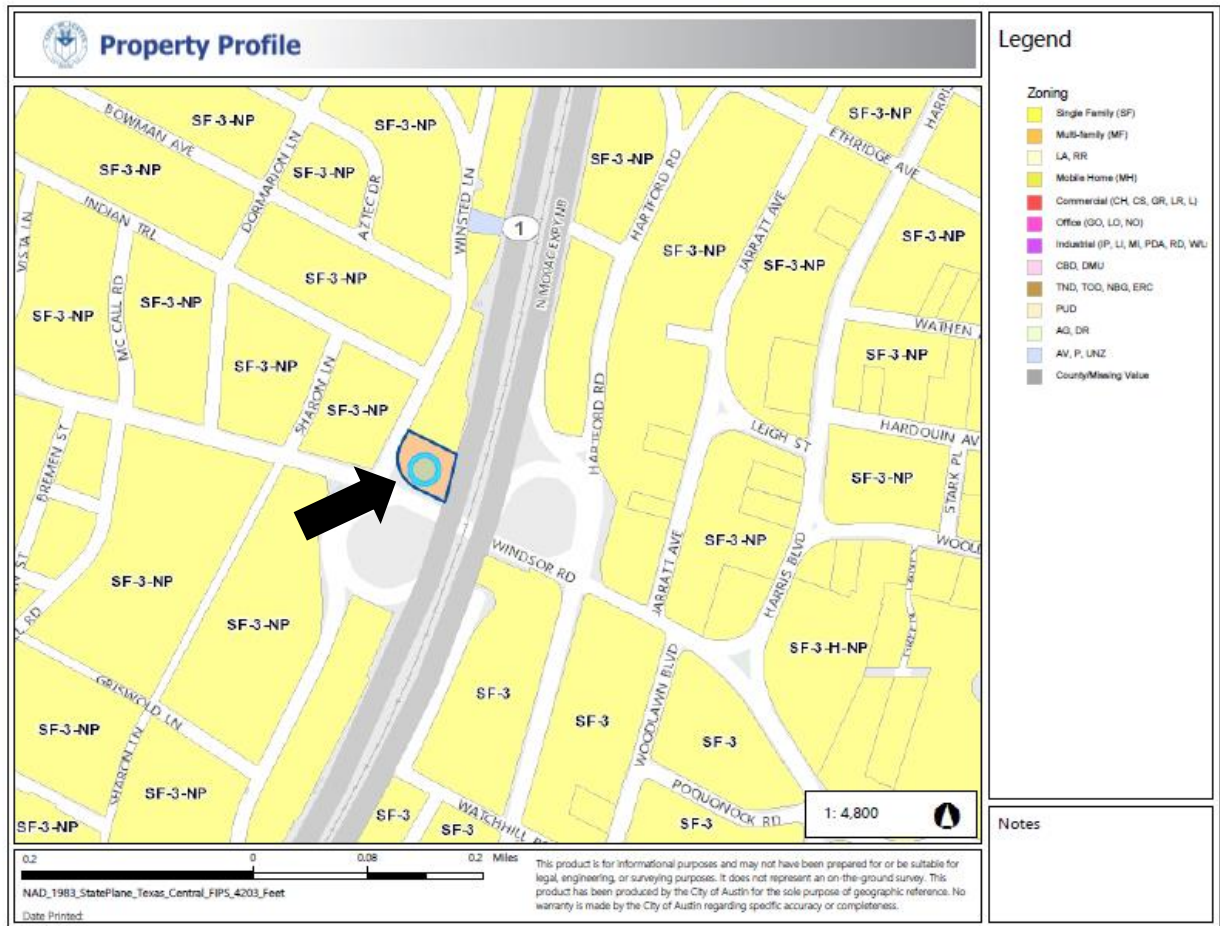 Property Profile
BOWMAN AVE
SF-3-NP
SF-3-NP
SF-3-NP
HARRIS
ETHRIDGE AVE
SF-3-NP
DORMARION LN
SF-3-NP
AZTEC DR
WINSTED LN
SF-3-NP
HARTFORD RD
JARRATT AVE
INDIAN TRL
VISTA LN
1
N MOPAC EXPY NB
SF-3-NP
SF-3-NP
SF-3-NP
SF-3-NP
MC CALL RD
SF-3-NP
SF-3-NP
WATHEN
SF-3-NP
SF-3-NP
SHARON LN
SF-3-NP
HARTFORD RD
LEIGH ST
HARDOUIN AV
BREMEN ST
STARK PL
SF-3-NP
WINDSOR RD
SF-3-NP
WOOL
JARRATT AVE
HARRIS BLVD
SF-3-NP
SF-3-NP
SF-3-H-NP
GREEN
GRISWOLD LN
SF-3
WOODLAWN BLVD
SF-3
SF-3-NP
SF-3
SHARON LN
SF-3-NP
POQUONOCK RD
SF-3-NP
SF-3
WATCHHILL
SF-3
SF-3
1: 4,800
0.2 0 0.08 0.2 Miles
NAD_1983_StatePlane_Texas_Central_FIPS_4203_Feet
Date Printed:
This product is for informational purposes and may not have been prepared for or be suitable for
legal, engineering, or surveying purposes. It does not represent an on-the-ground survey. This
product has been produced by the City of Austin for the sole purpose of geographic reference. No
warranty is made by the City of Austin regarding specific accuracy or completeness.
Legend
Zoning
Single Family (SF)
Multi-family (MF)
LA, RR
Mobile Home (MH)
Commercial (CH, CS, GR, LR, L)
Office (GO, LO, NO)
Industrial (IP, LI, MI, PDA, RD, W/L
CBD, DMU
TND, TOD, NBG, ERC
PUD
AG, DR
AV, P, UNZ
County/Missing Value
Notes